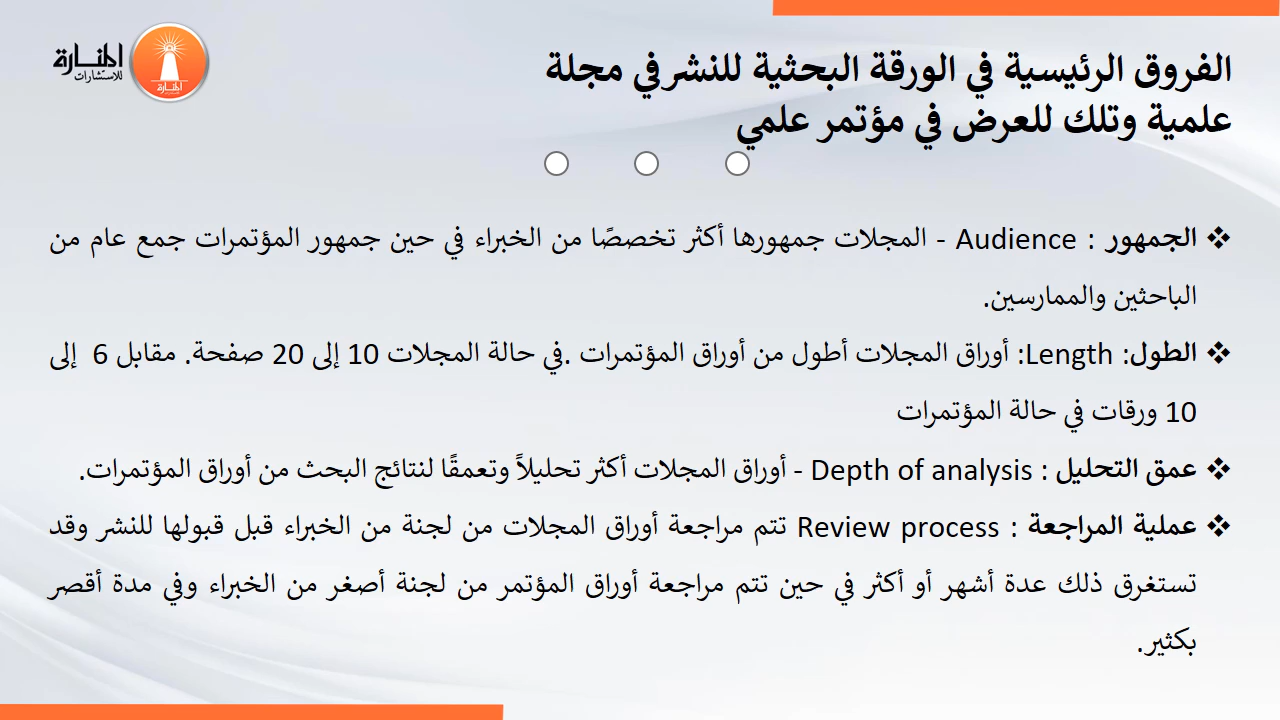 المنارة
للاستشارات
المنارة
الفروق الرئيسية في الورقة البحثية للنشر في مجلة
علمية وتلك للعرض في مؤتمر علمي
❖ الجمهور : Audience - المجلات جمهورها أكثر تخصصًا من الخبراء في حين جمهور المؤتمرات جمع عام من
الباحثين والممارسين.
❖ الطول: Length: أوراق المجلات أطول من أوراق المؤتمرات .في حالة المجلات 10 إلى 20 صفحة. مقابل 6 إلى
10 ورقات في حالة المؤتمرات
❖ عمق التحليل : Depth of analysis - أوراق المجلات أكثر تحليلاً وتعمقًا لنتائج البحث من أوراق المؤتمرات.
❖ عملية المراجعة : Review process تتم مراجعة أوراق المجلات من لجنة من الخبراء قبل قبولها للنشر وقد
تستغرق ذلك عدة أشهر أو أكثر في حين تتم مراجعة أوراق المؤتمر من لجنة أصغر من الخبراء وفي مدة أقصر
بكثير.